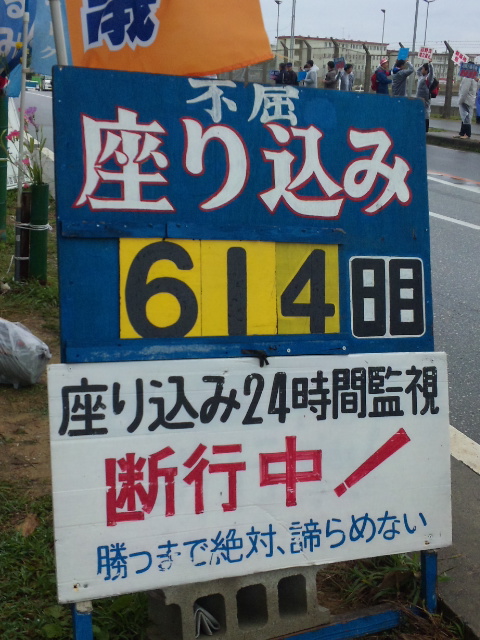 不屈
座り込み
614日目
座り込み24時間監視
断行中！
勝つまで絶対、諦らめない